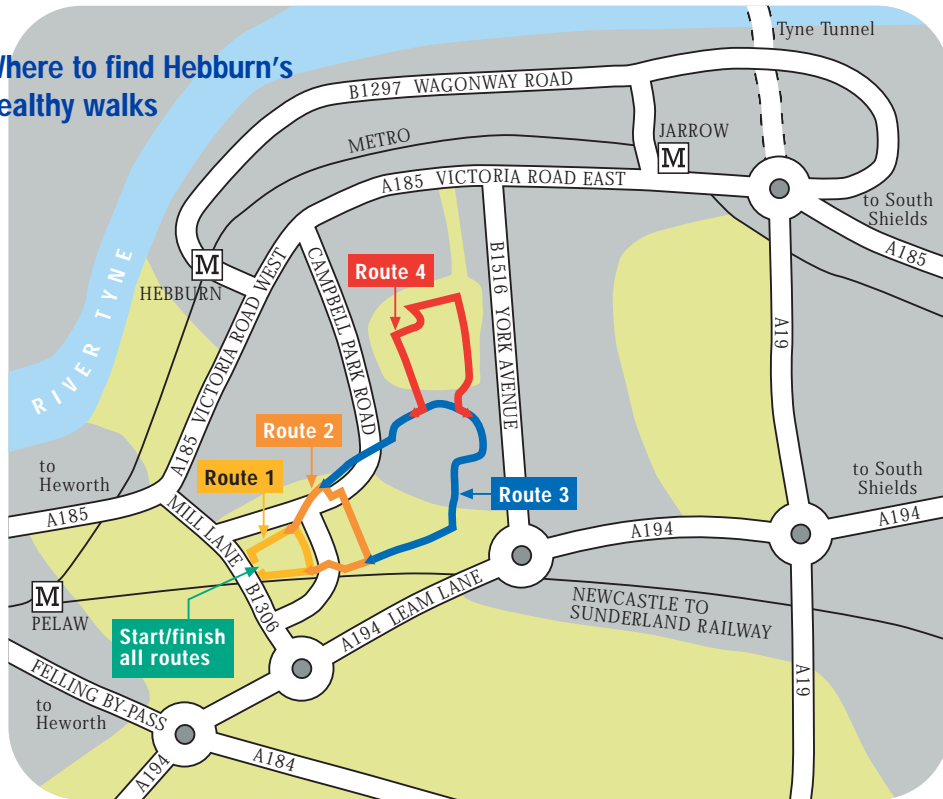 Where to find Hebburn's
ealthy walks
Tyne Tunnel
B1297 WAGONWAY ROAD
METRO
JARROW
M
A185 VICTORIA ROAD EAST
to South
Shields
A185
M
HEBBURN
RIVER TYNE
A185 VICTORIA ROAD WEST
CAMPBELL PARK ROAD
Route 4
B1516 YORK AVENUE
A19
Route 2
Route 1
Route 3
to
Heworth
A185
MILL LANE
B1306
to South
Shields
A194
A194
M
PELAW
Start/finish
all routes
A194 LEAM LANE
NEWCASTLE TO
SUNDERLAND RAILWAY
A19
FELLING BY-PASS
to
Heworth
A194
A184